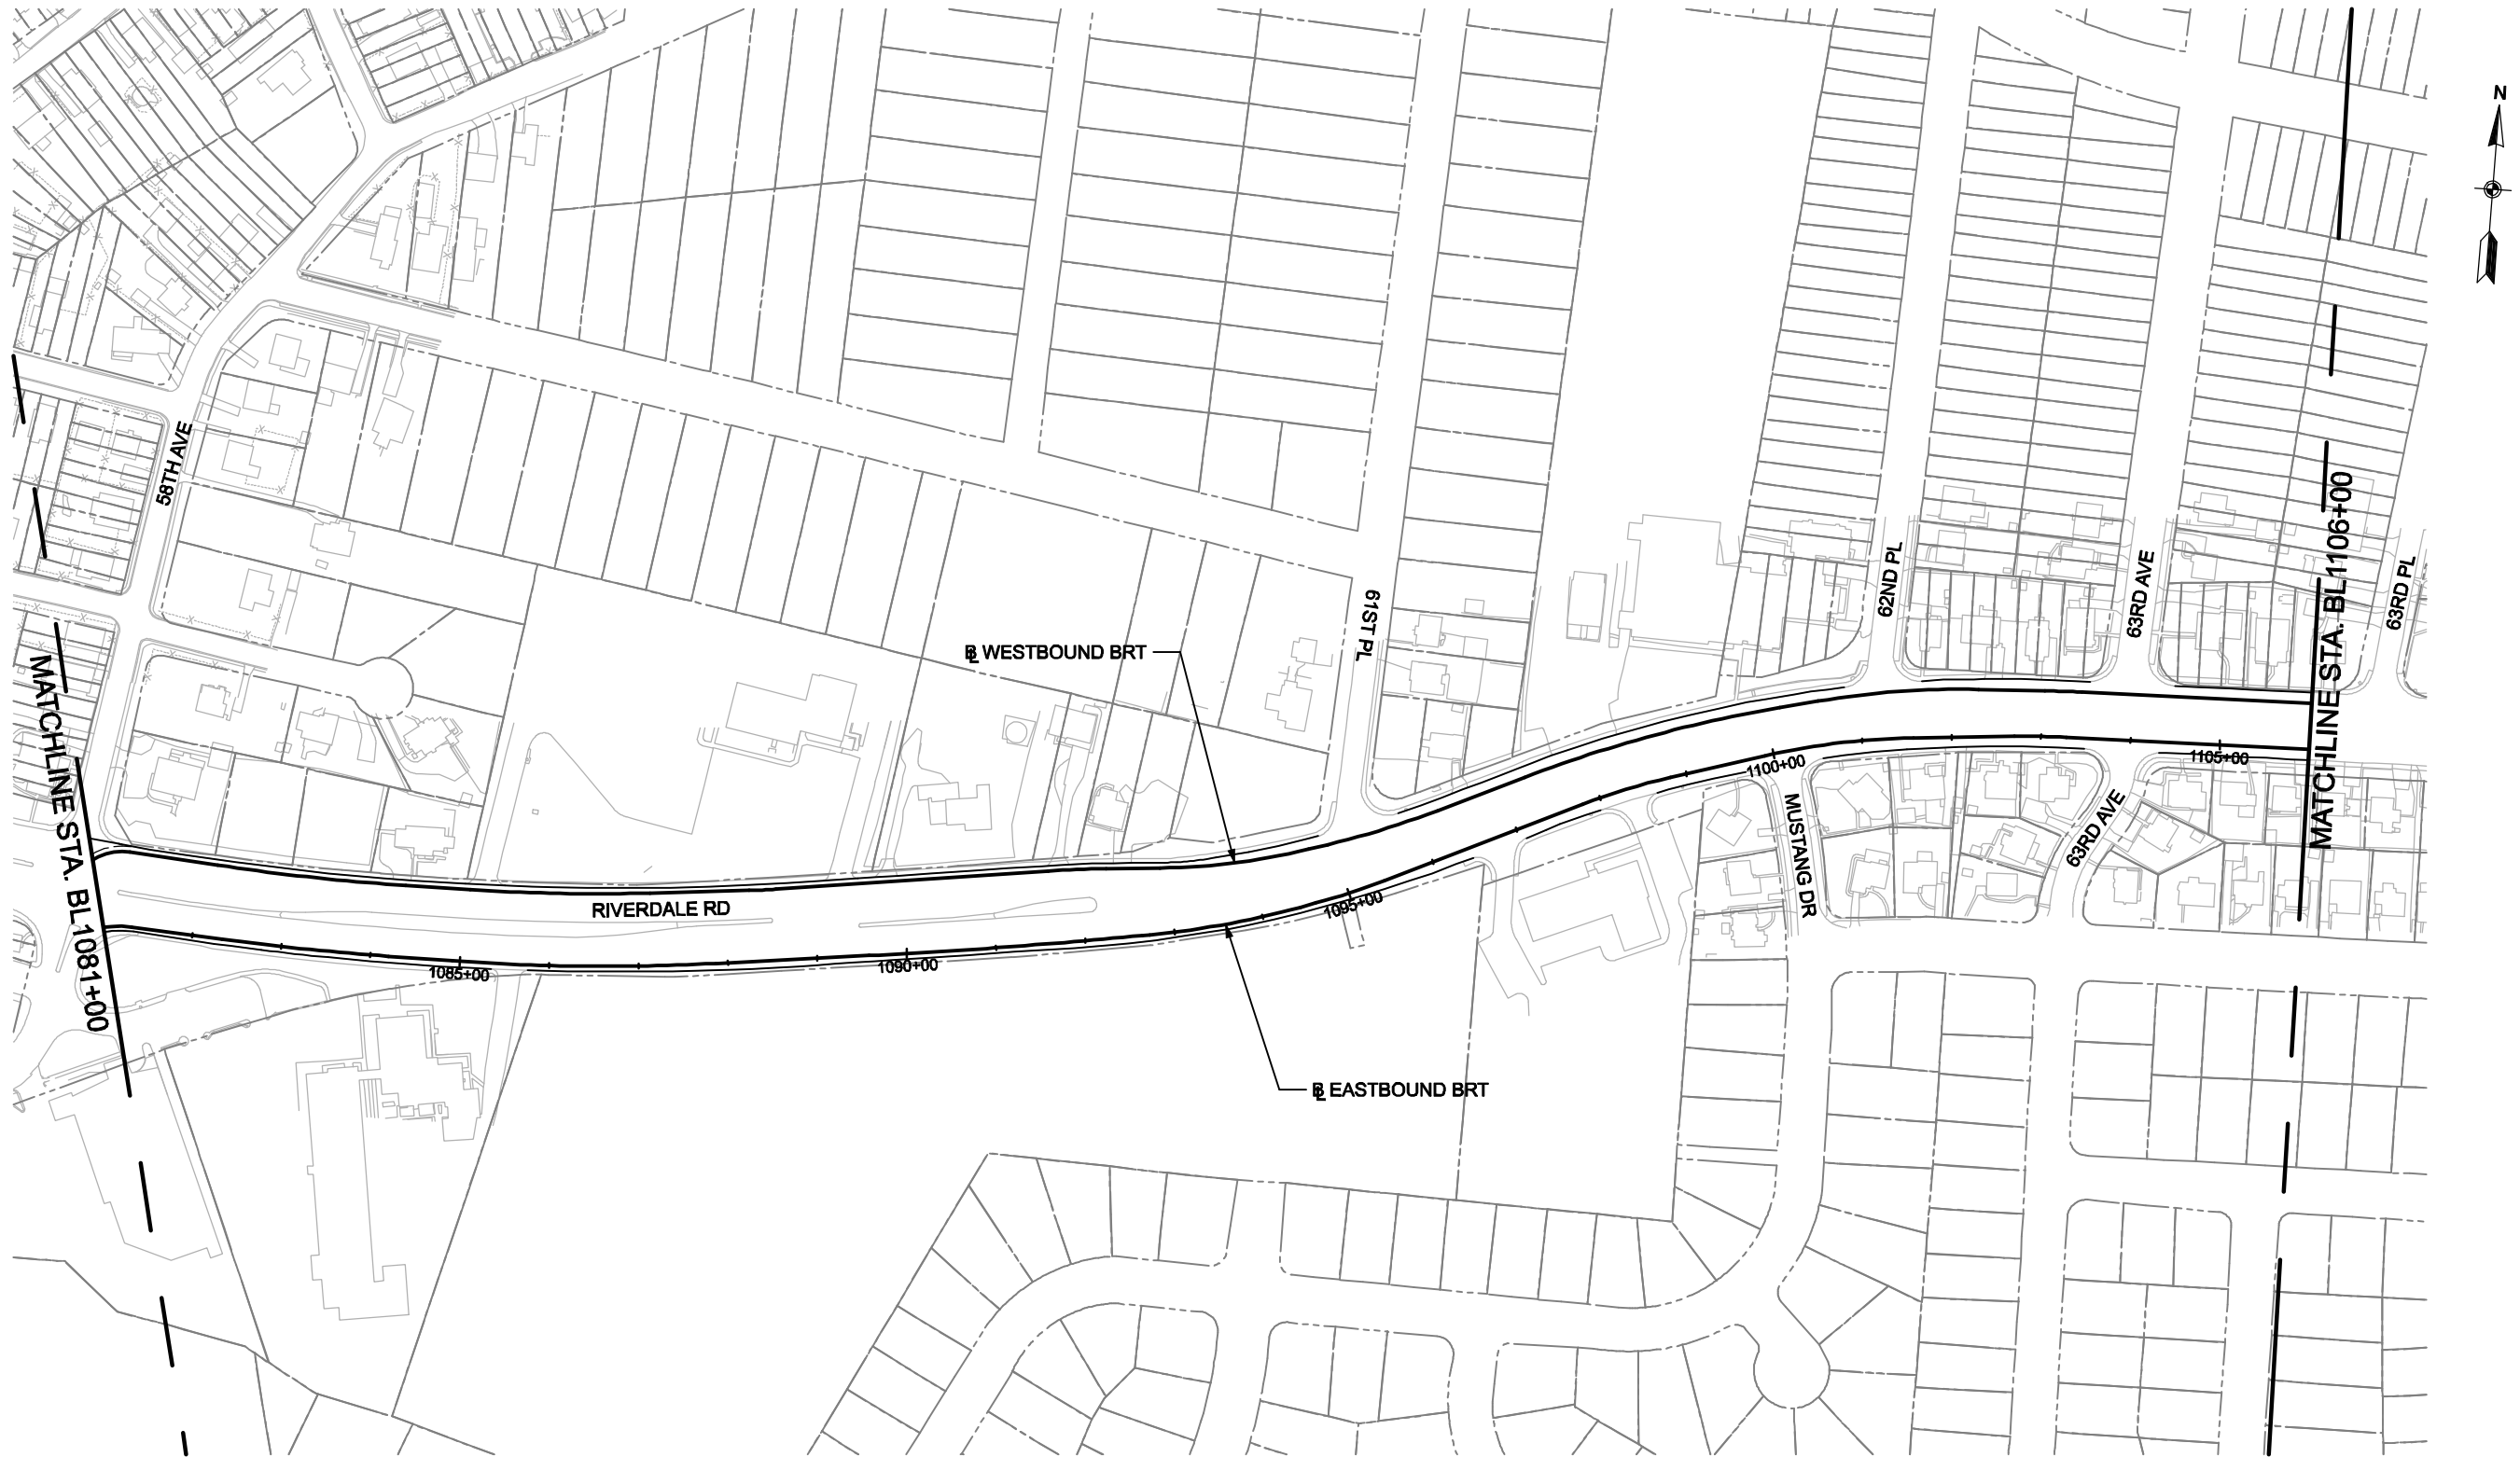 N
58TH AVE
MATCHLINE STA. BL1106+00
62ND PL
63RD AVE
63RD PL
61ST PL
BL WESTBOUND BRT
MATCHLINE STA. BL1081+00
1105+00
1100+00
MUSTANG DR
63RD AVE
RIVERDALE RD
1095+00
1085+00
1090+00
BL EASTBOUND BRT